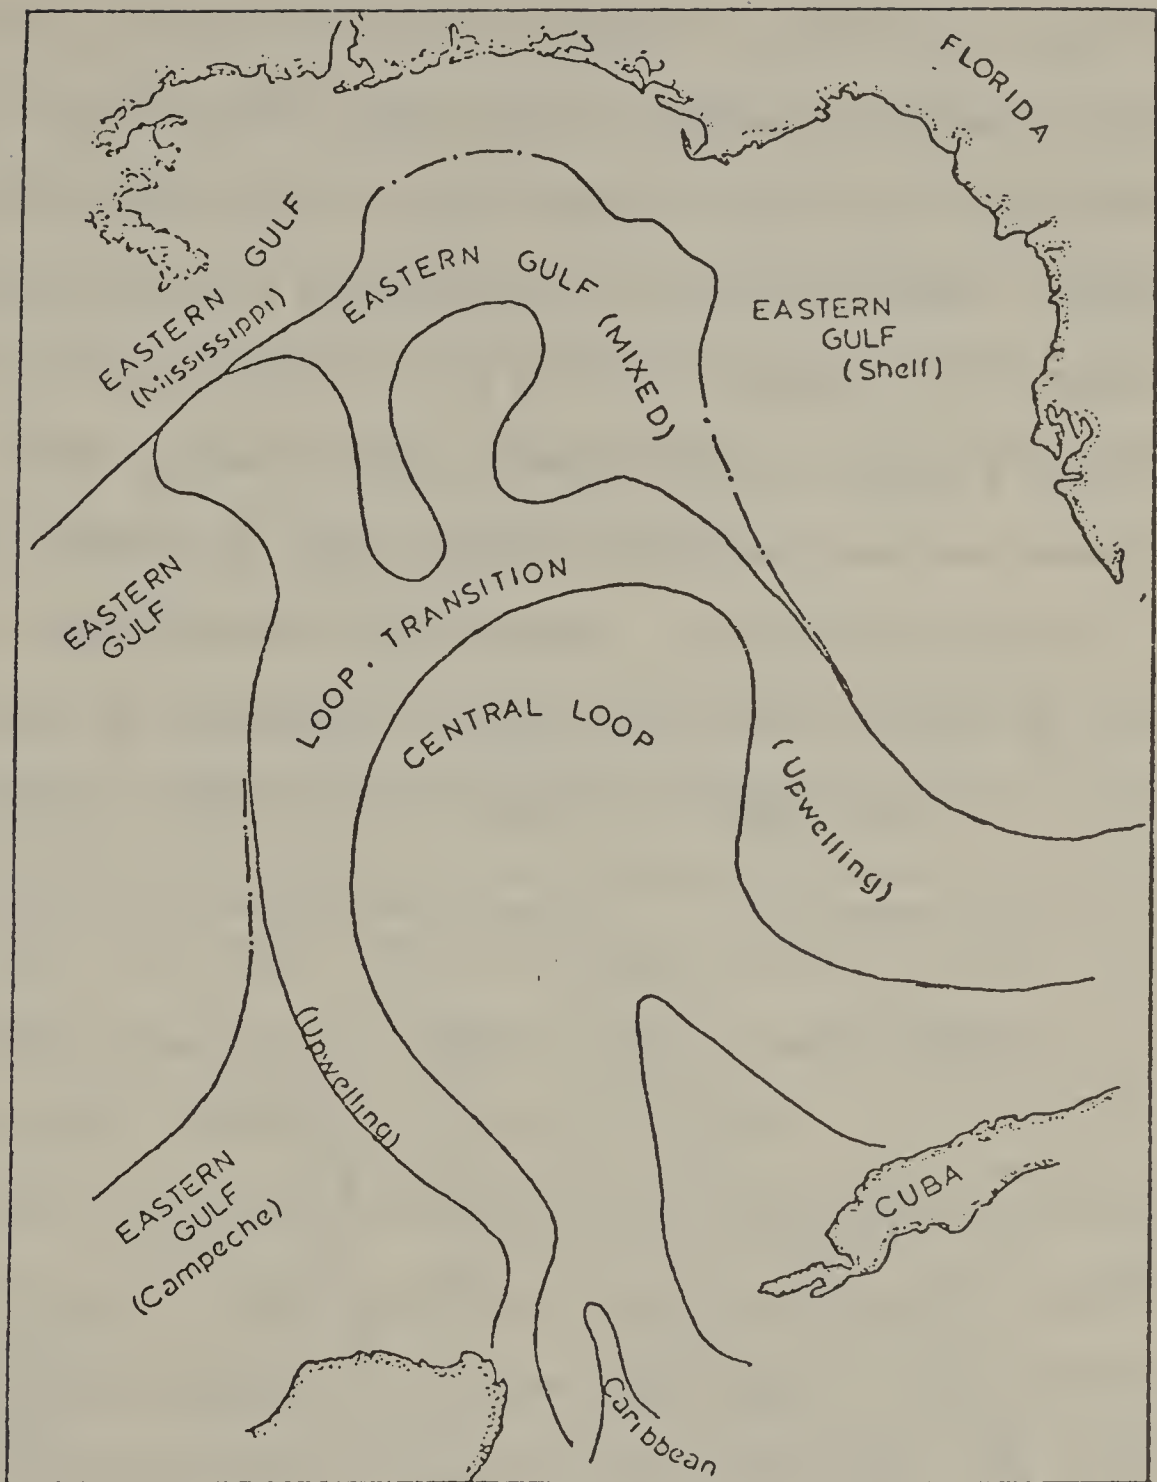 FLORIDA
EASTERN GULF
(Mississippi)
EASTERN GULF
(MIXED)
EASTERN
GULF
(Shelf)
EASTERN
GULF
LOOP. TRANSITION
CENTRAL LOOP
(Upwelling)
(Upwelling)
EASTERN
GULF
(Campeche)
CUBA
Caribbean